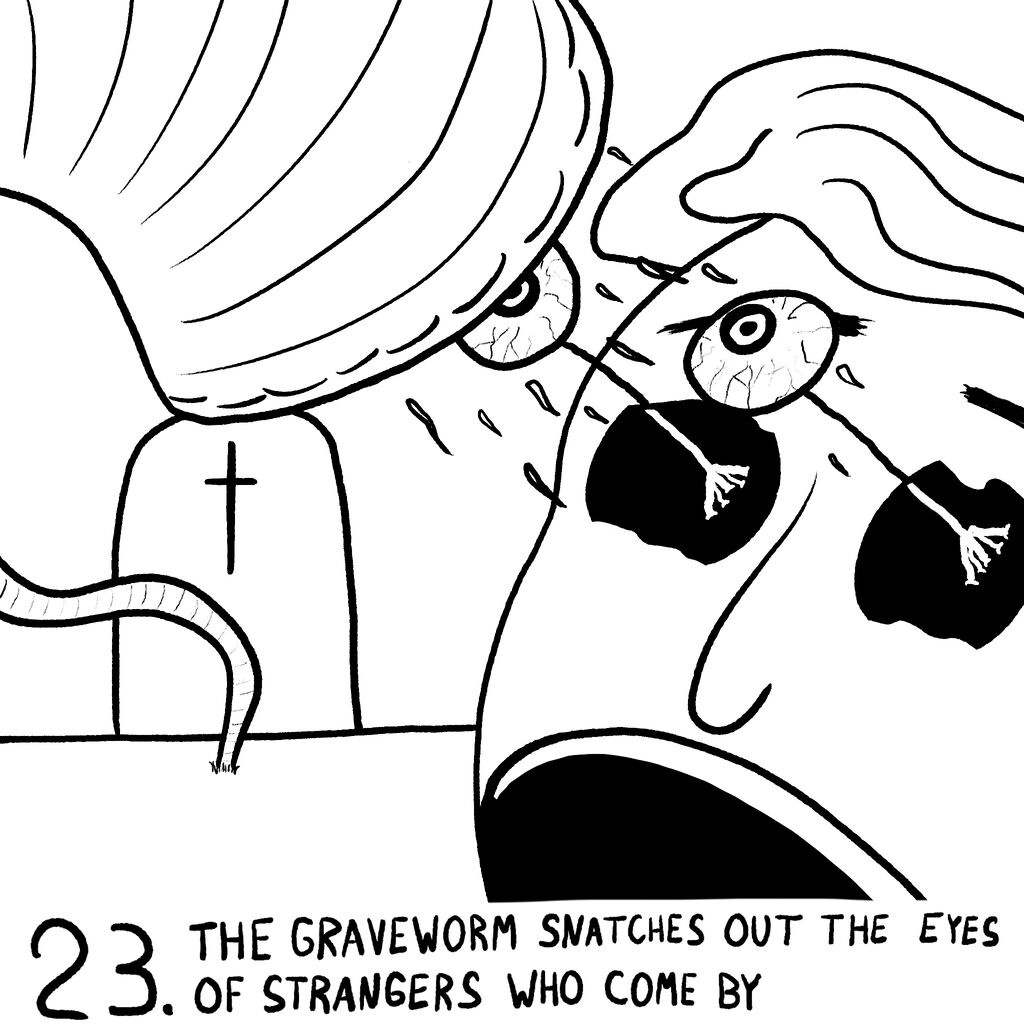 23. THE GRAVEWORM SNATCHES OUT THE EYES
OF STRANGERS WHO COME BY